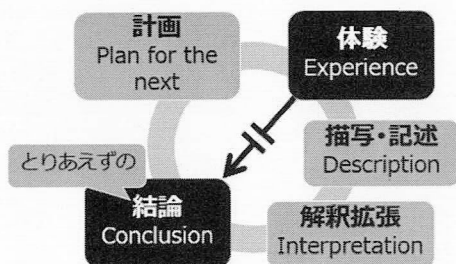 計画
Plan for the
next
体験
Experience
描写・記述
Description
解釈拡張
Interpretation
とりあえずの
結論
Conclusion